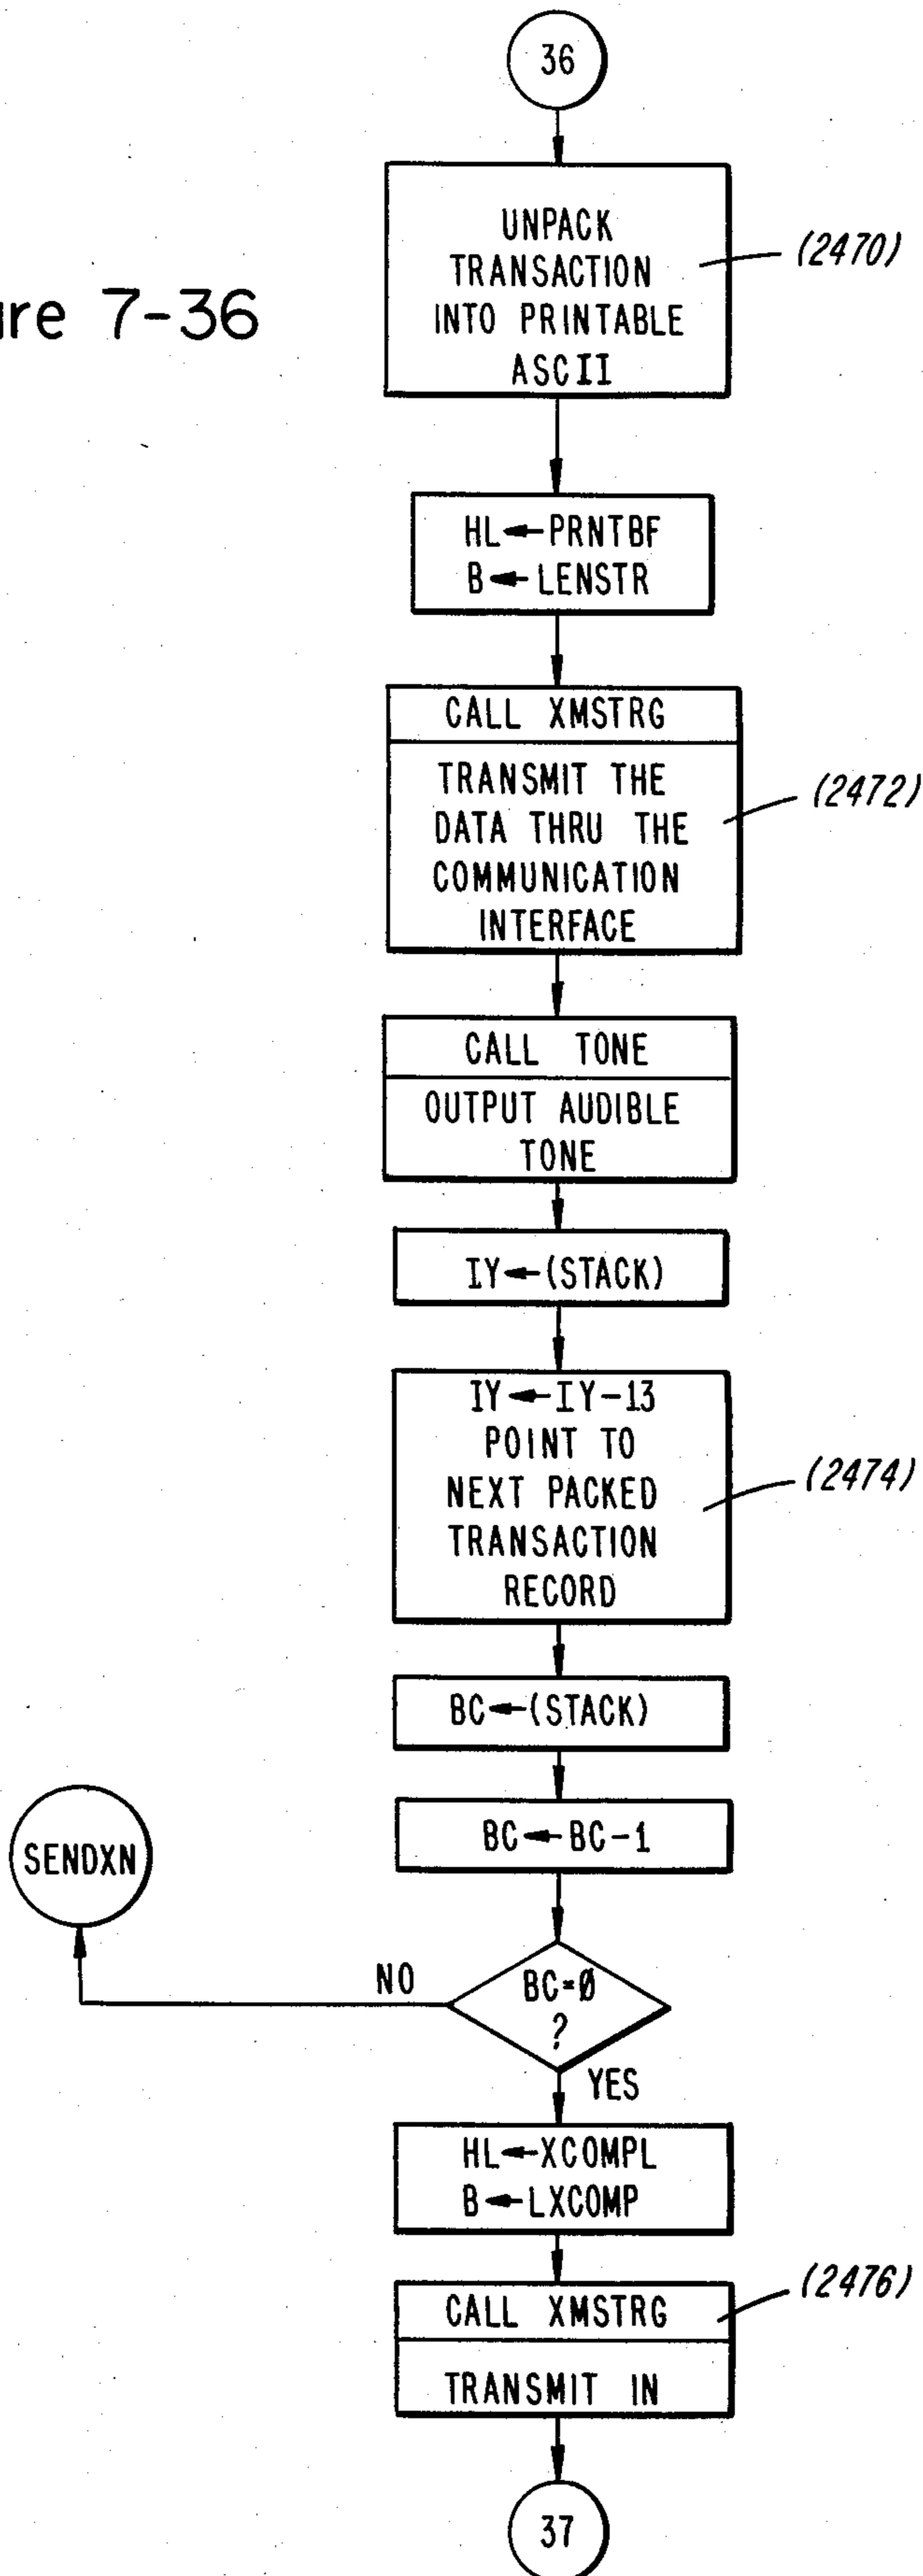 36
UNPACK
TRANSACTION
INTO PRINTABLE
ASCII
(2470)
ure 7-36
HL←PRNTBF
B←LENSTR
CALL XMSTRG
TRANSMIT THE
DATA THRU THE
COMMUNICATION
INTERFACE
(2472)
CALL TONE
OUTPUT AUDIBLE
TONE
IY←(STACK)
IY←IY-13
POINT TO
NEXT PACKED
TRANSACTION
RECORD
(2474)
BC←(STACK)
BC←BC-1
SENDXN
NO
BC=Ø
?
YES
HL←XCOMPL
B←LXCOMP
(2476)
CALL XMSTRG
TRANSMIT IN
37